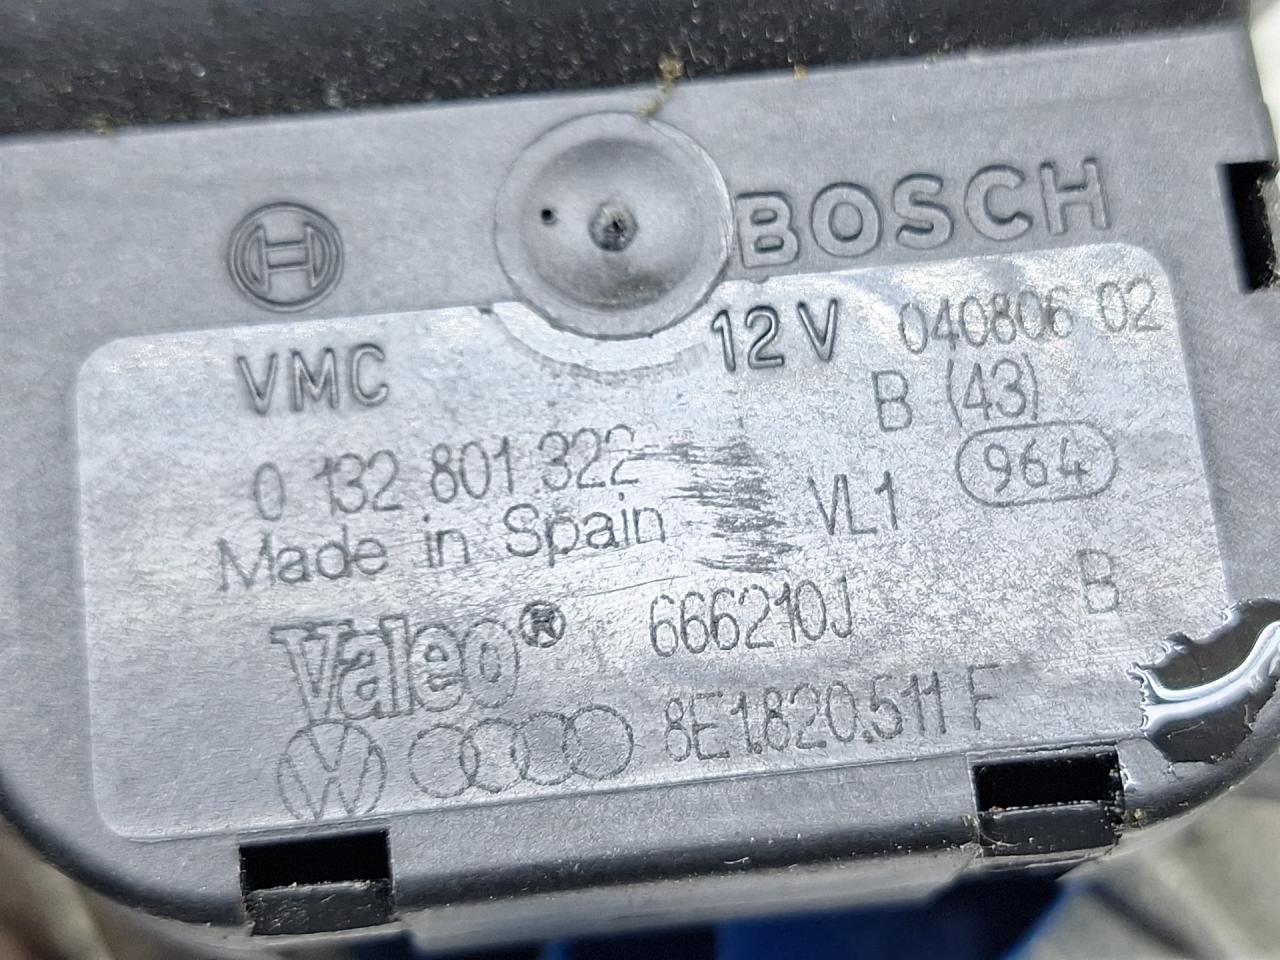 H BOSCH
VMC 12V 040806 02
B (43)
0 132 801 322 VL1 964
Made in Spain
Valeo® 666210J B
VW 8E1.820.511 F